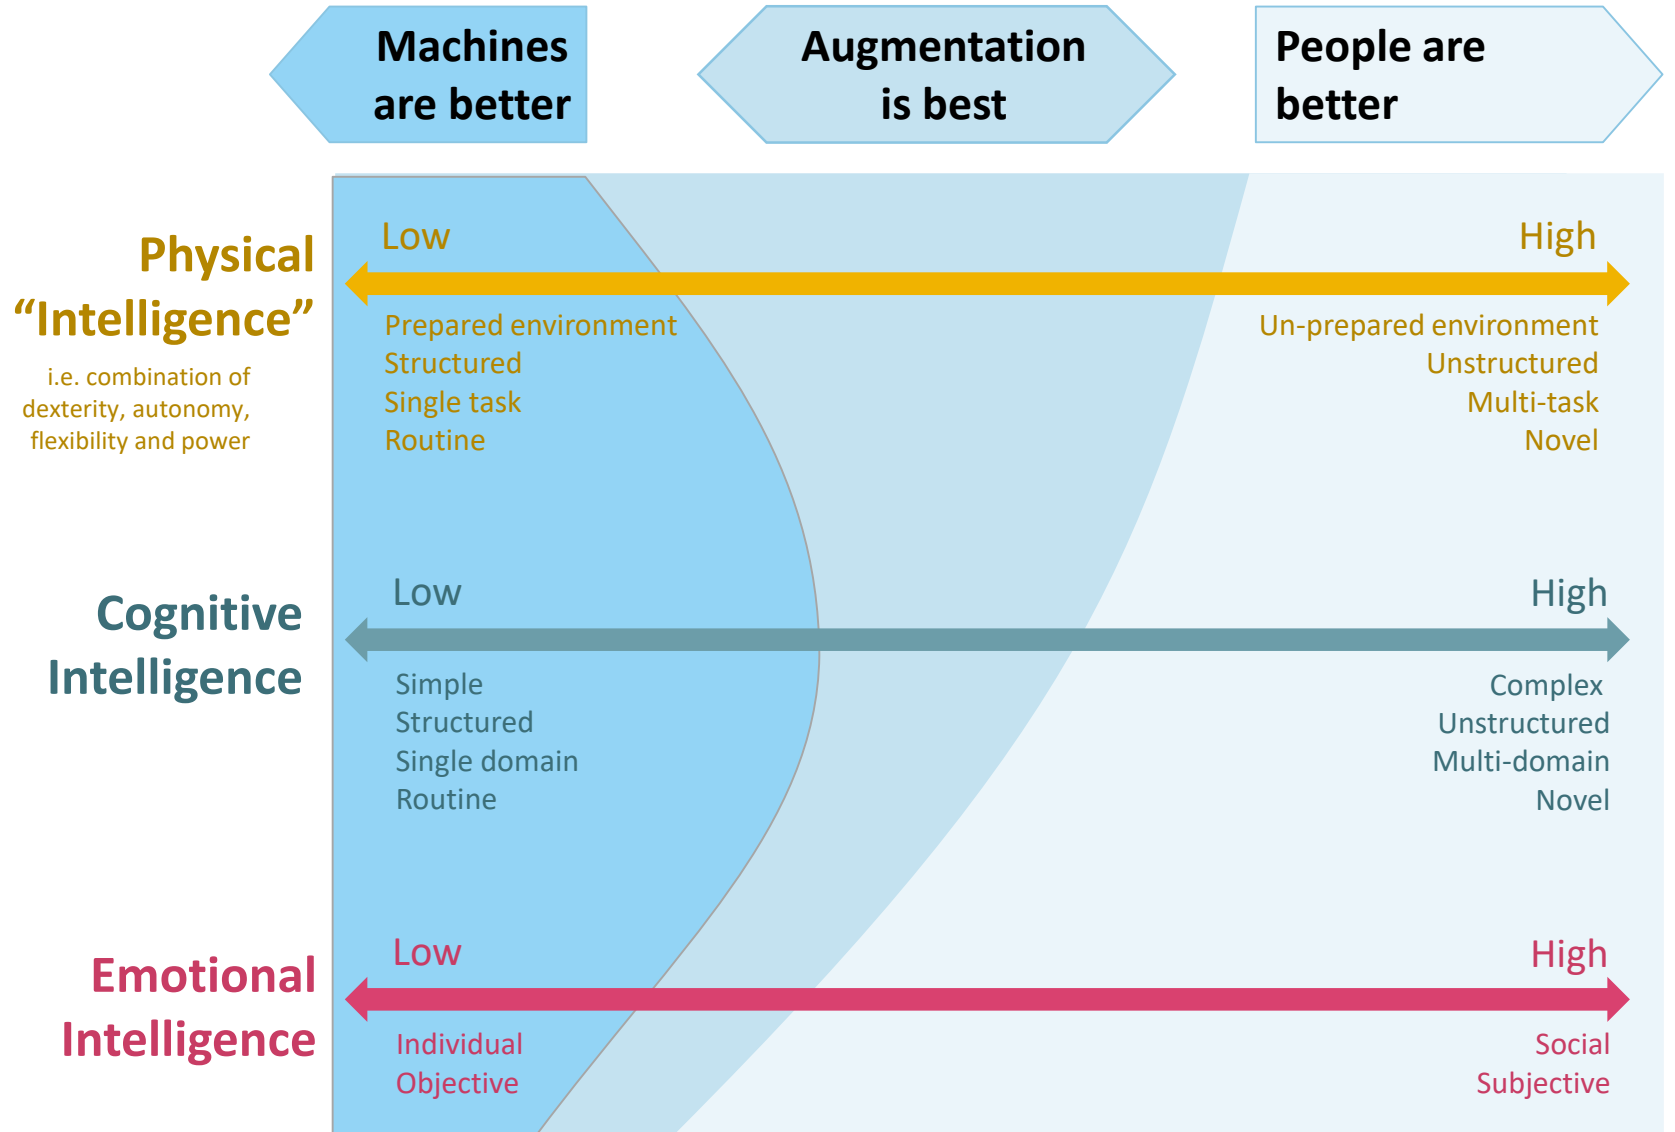 Machines
are better
Augmentation
is best
People are
better
Physical
“Intelligence”
i.e. combination of
dexterity, autonomy,
flexibility and power
Low
High
Prepared environment
Structured
Single task
Routine
Un-prepared environment
Unstructured
Multi-task
Novel
Cognitive
Intelligence
Low
High
Simple
Structured
Single domain
Routine
Complex
Unstructured
Multi-domain
Novel
Emotional
Intelligence
Low
High
Individual
Objective
Social
Subjective